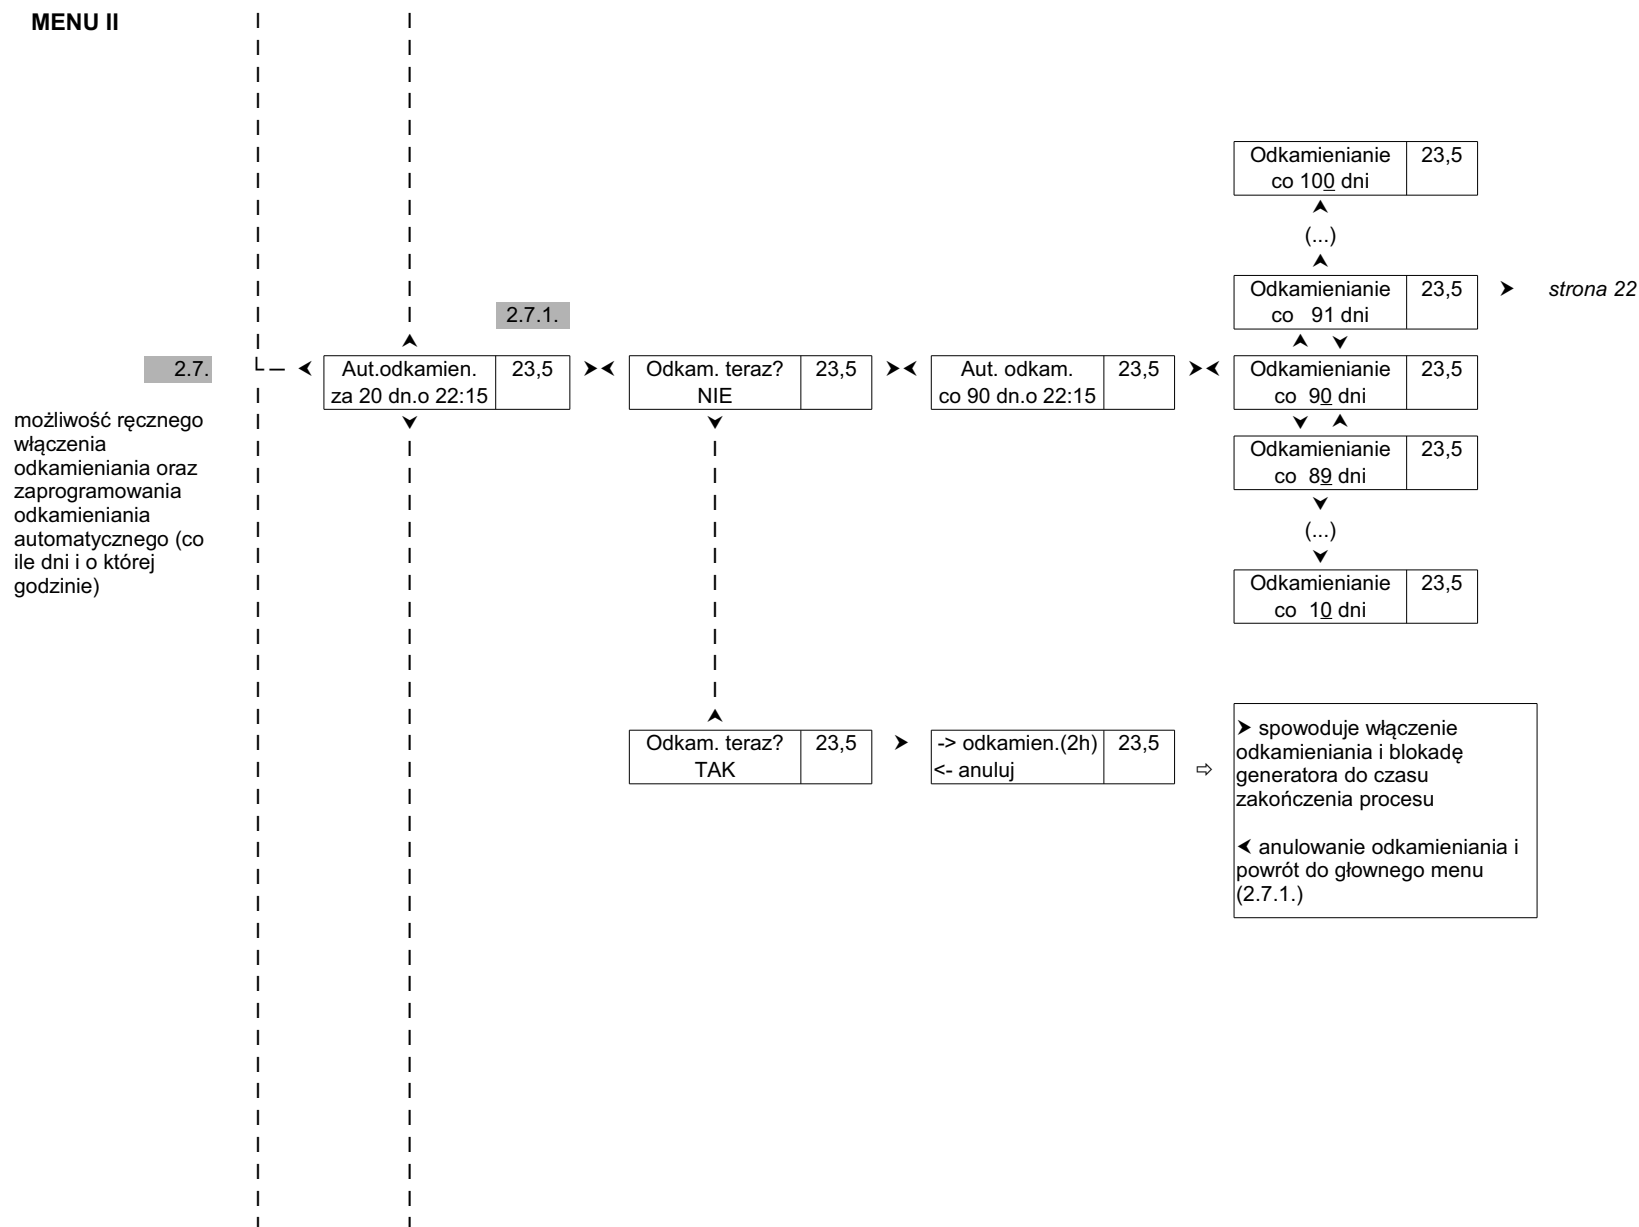 MENU II
Odkamienianie 23,5
co 100 dni
(...)
Odkamienianie 23,5 ➤ strona 22
co 91 dni
2.7.1.
2.7.
Aut.odkamien. 23,5
za 20 dn.o 22:15
Odkam. teraz? 23,5
NIE
Aut. odkam. 23,5
co 90 dn.o 22:15
Odkamienianie 23,5
co 90 dni
możliwość ręcznego
włączenia
odkamieniania oraz
zaprogramowania
odkamieniania
automatycznego (co
ile dni i o której
godzinie)
Odkamienianie 23,5
co 89 dni
(...)
Odkamienianie 23,5
co 10 dni
Odkam. teraz? 23,5
TAK
-> odkamien.(2h) 23,5
<- anuluj
➤ spowoduje włączenie
odkamieniania i blokadę
generatora do czasu
zakończenia procesu
⮜ anulowanie odkamieniania i
powrót do głownego menu
(2.7.1.)